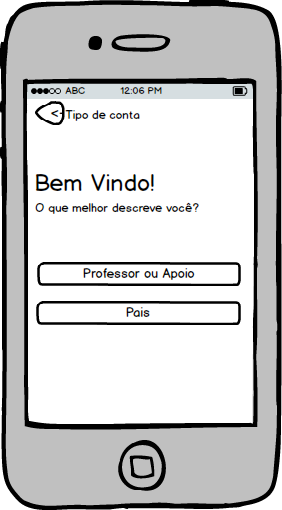 ABC 12:06 PM
< Tipo de conta
Bem Vindo!
O que melhor descreve você?
Professor ou Apoio
Pais